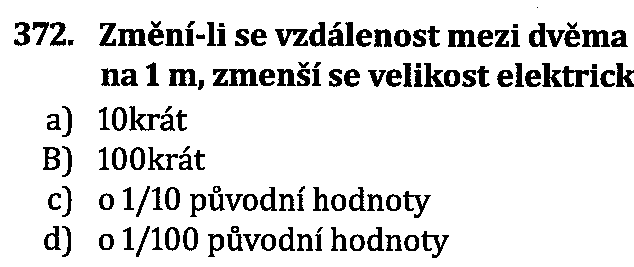 372. Změní-li se vzdálenost mezi dvěma
na 1 m, zmenší se velikost elektrick
a) 10krát
B) 100krát
c) o 1/10 původní hodnoty
d) o 1/100 původní hodnoty